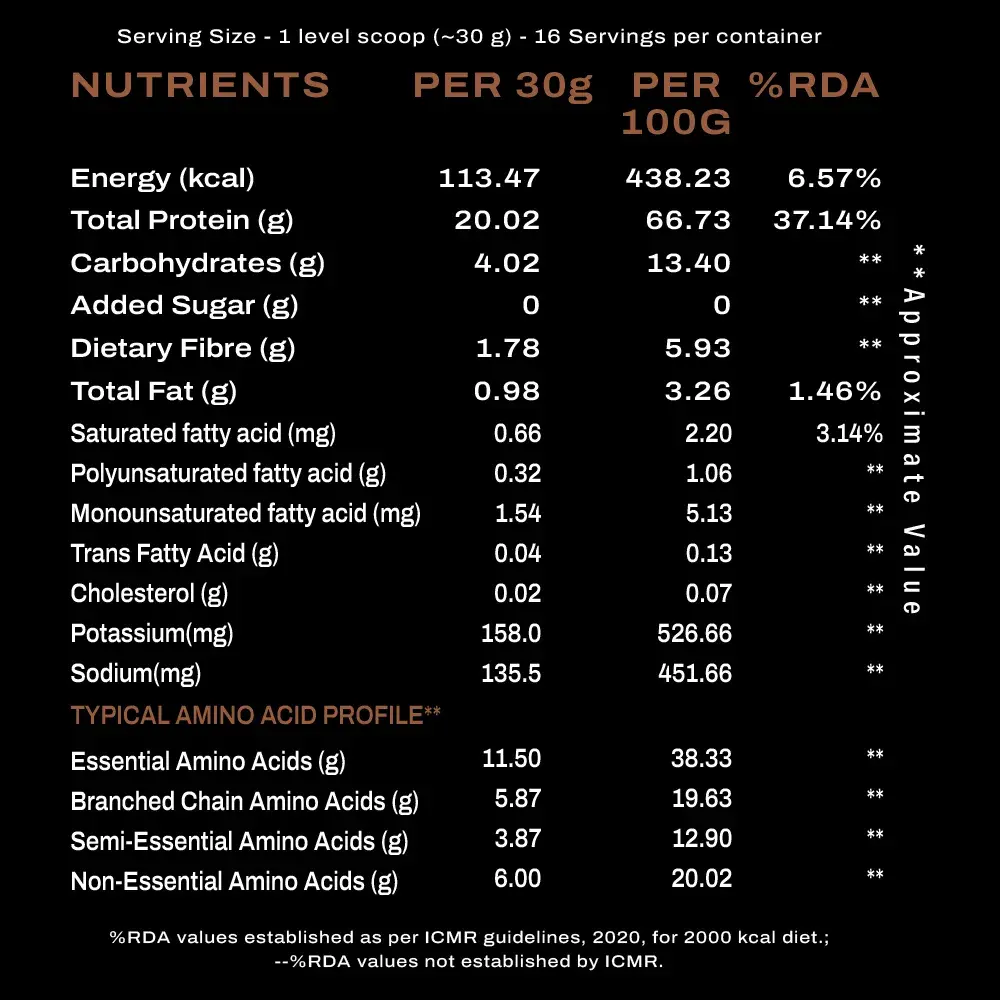 Serving Size - 1 level scoop (~30 g) - 16 Servings per container
NUTRIENTS PER 30g PER 100G %RDA
Energy (kcal) 113.47 438.23 6.57%
Total Protein (g) 20.02 66.73 37.14%
Carbohydrates (g) 4.02 13.40 **
Added Sugar (g) 0 0 **
Dietary Fibre (g) 1.78 5.93 **
Total Fat (g) 0.98 3.26 1.46%
Saturated fatty acid (mg) 0.66 2.20 3.14%
Polyunsaturated fatty acid (g) 0.32 1.06 **
Monounsaturated fatty acid (mg) 1.54 5.13 **
Trans Fatty Acid (g) 0.04 0.13 **
Cholesterol (g) 0.02 0.07 **
Potassium(mg) 158.0 526.66 **
Sodium(mg) 135.5 451.66 **
TYPICAL AMINO ACID PROFILE**
Essential Amino Acids (g) 11.50 38.33 **
Branched Chain Amino Acids (g) 5.87 19.63 **
Semi-Essential Amino Acids (g) 3.87 12.90 **
Non-Essential Amino Acids (g) 6.00 20.02 **
**Approximate Value
%RDA values established as per ICMR guidelines, 2020, for 2000 kcal diet.;
--%RDA values not established by ICMR.